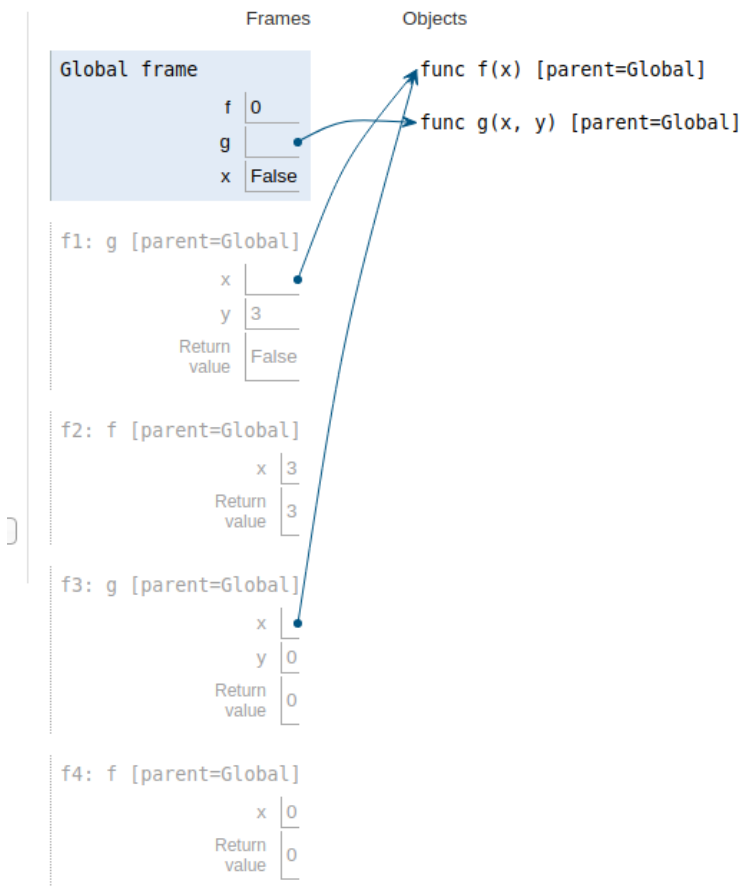 Frames Objects
Global frame func f(x) [parent=Global]
f 0 func g(x, y) [parent=Global]
g
x False
f1: g [parent=Global]
x
y 3
Return
value False
f2: f [parent=Global]
x 3
Return
value 3
f3: g [parent=Global]
x
y 0
Return
value 0
f4: f [parent=Global]
x 0
Return
value 0